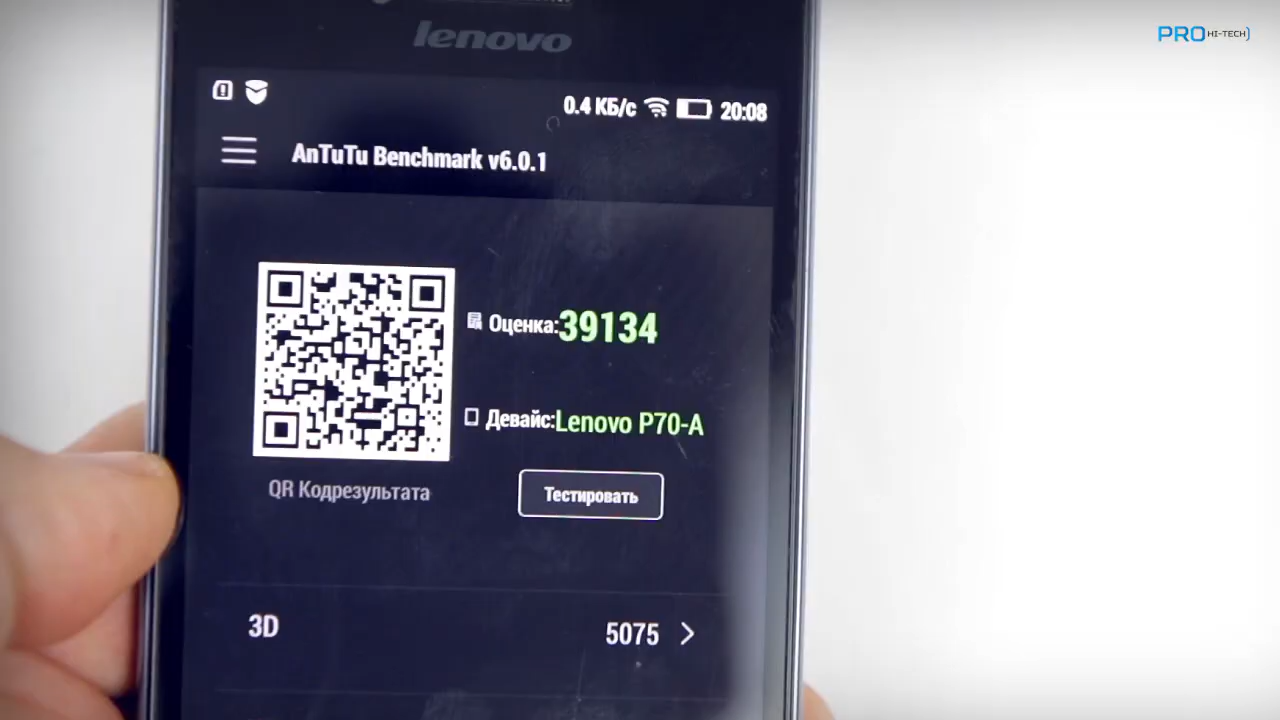 PRO HI-TECH
lenovo
0.4 КБ/с 20:08
AnTuTu Benchmark v6.0.1
Оценка:39134
Девайс:Lenovo P70-A
QR Кодрезультата
Тестировать
3D 5075